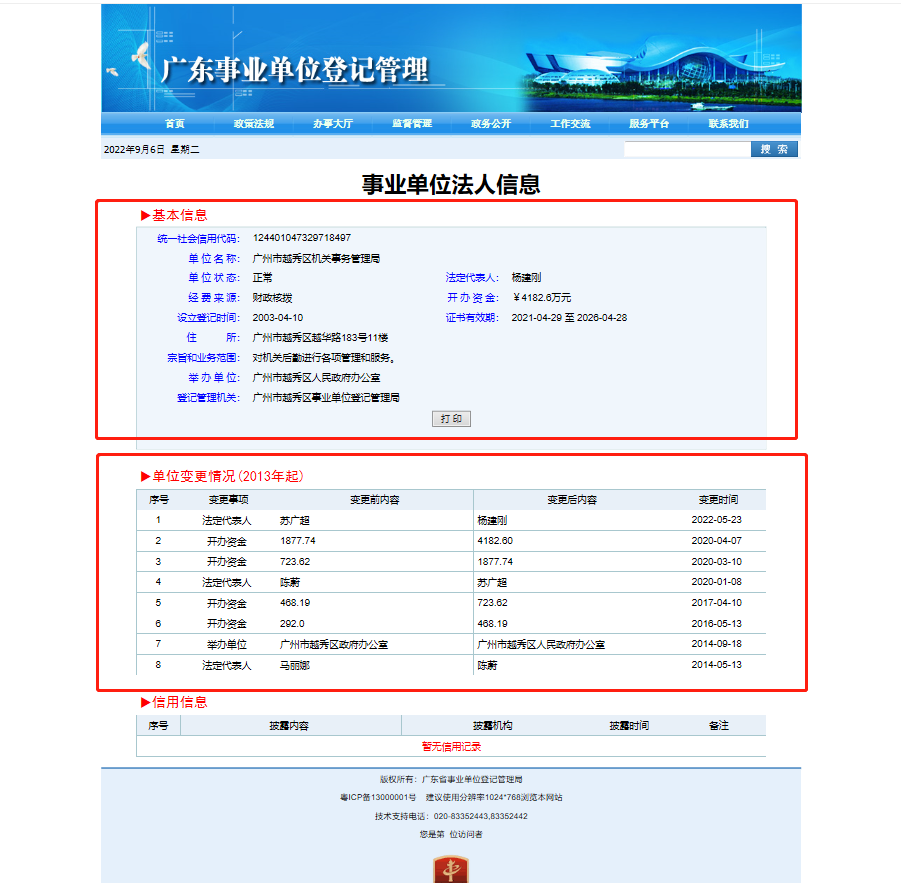 广东事业单位登记管理
首页 政策法规 办事大厅 监督管理 政务公开 工作交流 服务平台 联系我们
2022年9月6日 星期二 搜 索
事业单位法人信息
▶基本信息
统一社会信用代码： 124401047329718497
单 位 名 称： 广州市越秀区机关事务管理局
单 位 状 态： 正常 法定代表人： 杨建刚
经 费 来 源： 财政核拨 开 办 资 金： ￥4182.6万元
设立登记时间： 2003-04-10 证书有效期： 2021-04-29 至 2026-04-28
住 所： 广州市越秀区越华路183号11楼
宗旨和业务范围： 对机关后勤进行各项管理和服务。
举 办 单 位： 广州市越秀区人民政府办公室
登记管理机关： 广州市越秀区事业单位登记管理局
打 印
▶单位变更情况(2013年起)
序号 变更事项 变更前内容 变更后内容 变更时间
1 法定代表人 苏广超 杨建刚 2022-05-23
2 开办资金 1877.74 4182.60 2020-04-07
3 开办资金 723.62 1877.74 2020-03-10
4 法定代表人 陈蔚 苏广超 2020-01-08
5 开办资金 468.19 723.62 2017-04-10
6 开办资金 292.0 468.19 2016-05-13
7 举办单位 广州市越秀区政府办公室 广州市越秀区人民政府办公室 2014-09-18
8 法定代表人 马丽娜 陈蔚 2014-05-13
▶信用信息
序号 披露内容 披露机构 披露时间 备注
暂无信用记录
版权所有：广东省事业单位登记管理局
粤ICP备13000001号 建议使用分辨率1024*768浏览本网站
技术支持电话：020-83352443,83352442
您是第 位访问者